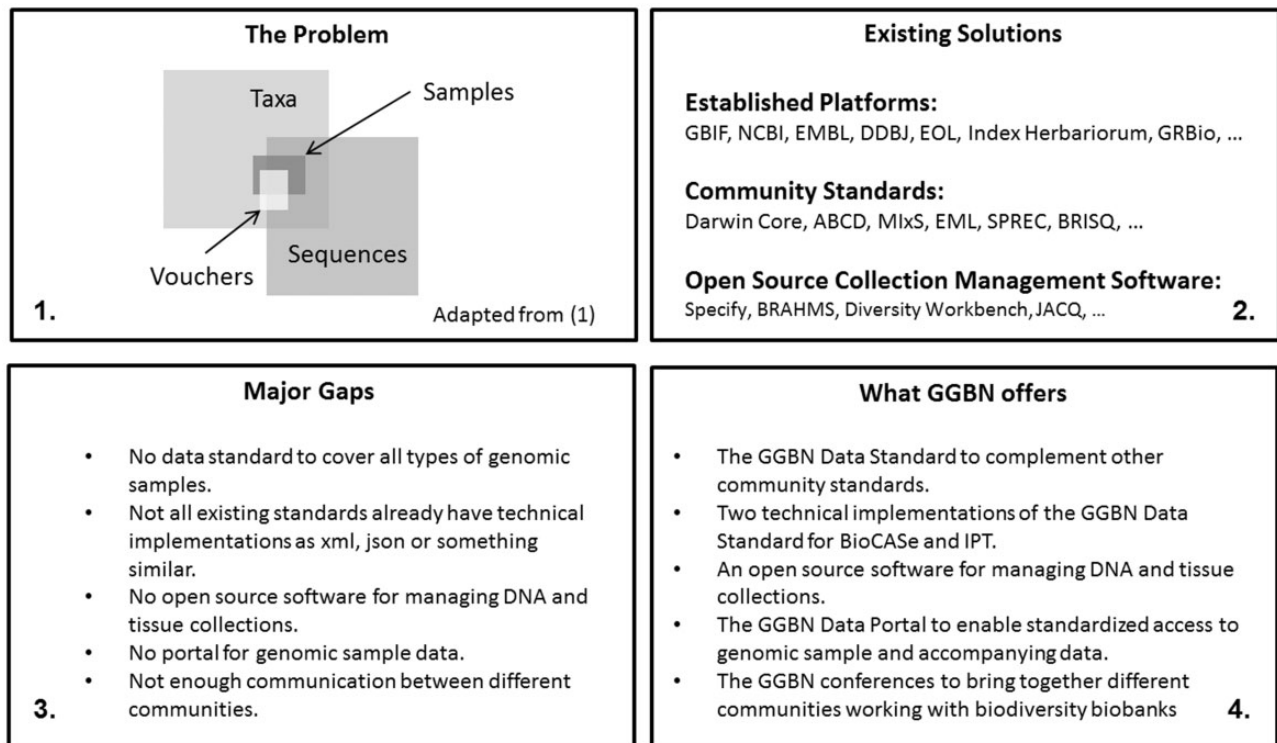 The Problem
Taxa
Samples
Vouchers
Sequences
1.
Adapted from (1)
Existing Solutions
Established Platforms:
GBIF, NCBI, EMBL, DDBJ, EOL, Index Herbariorum, GRBio, ...
Community Standards:
Darwin Core, ABCD, MIxS, EML, SPREC, BRISQ, ...
Open Source Collection Management Software:
Specify, BRAHMS, Diversity Workbench, JACQ, ...
2.
Major Gaps
• No data standard to cover all types of genomic
samples.
• Not all existing standards already have technical
implementations as xml, json or something
similar.
• No open source software for managing DNA and
tissue collections.
• No portal for genomic sample data.
• Not enough communication between different
communities.
3.
What GGBN offers
• The GGBN Data Standard to complement other
community standards.
• Two technical implementations of the GGBN Data
Standard for BioCASe and IPT.
• An open source software for managing DNA and tissue
collections.
• The GGBN Data Portal to enable standardized access to
genomic sample and accompanying data.
• The GGBN conferences to bring together different
communities working with biodiversity biobanks
4.